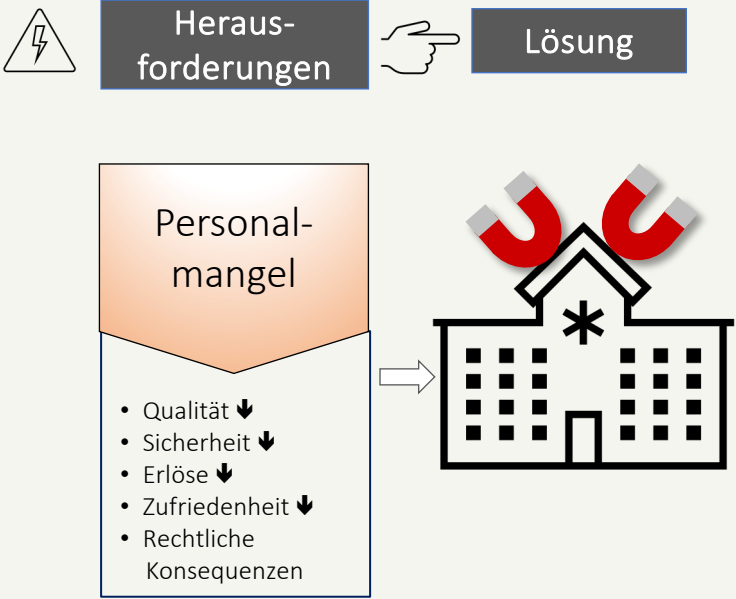 Heraus-
forderungen
Lösung
Personal-
mangel
• Qualität 🡻
• Sicherheit 🡻
• Erlöse 🡻
• Zufriedenheit 🡻
• Rechtliche
Konsequenzen